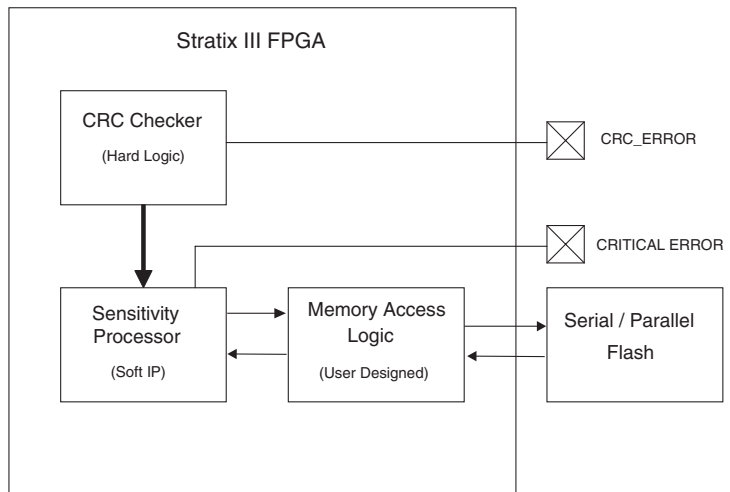 Stratix III FPGA
CRC Checker
(Hard Logic)
CRC_ERROR
CRITICAL ERROR
Sensitivity
Processor
(Soft IP)
Memory Access
Logic
(User Designed)
Serial / Parallel
Flash